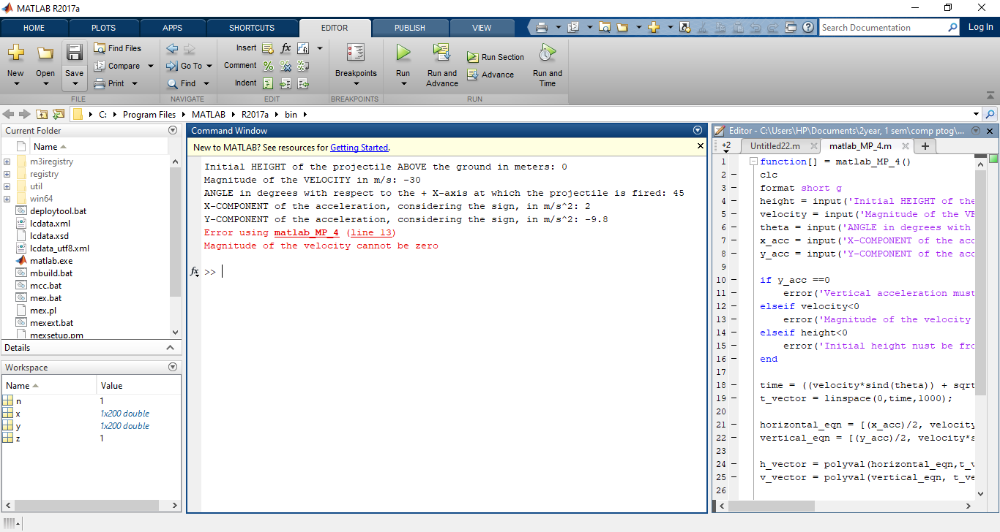 MATLAB R2017a
HOME PLOTS APPS SHORTCUTS EDITOR PUBLISH VIEW Search Documentation Log In
New
Open
Save
Find Files
Compare
Print
FILE
Go To
Find
NAVIGATE
Insert fx
Comment
Indent
EDIT
Breakpoints
BREAKPOINTS
Run
Run and Advance
Run Section
Advance
Run and Time
RUN
C: Program Files MATLAB R2017a bin
Current Folder
Name
m3iregistry
registry
util
win64
deploytool.bat
lcdata.xml
lcdata.xsd
lcdata_utf8.xml
matlab.exe
mbuild.bat
mcc.bat
mex.bat
mex.pl
mexext.bat
mexsetup.pm
Details
Workspace
Name Value
n 1
x 1x200 double
y 1x200 double
z 1
Command Window
New to MATLAB? See resources for Getting Started.
Initial HEIGHT of the projectile ABOVE the ground in meters: 0
Magnitude of the VELOCITY in m/s: -30
ANGLE in degrees with respect to the + X-axis at which the projectile is fired: 45
X-COMPONENT of the acceleration, considering the sign, in m/s^2: 2
Y-COMPONENT of the acceleration, considering the sign, in m/s^2: -9.8
Error using matlab_MP_4 (line 13)
Magnitude of the velocity cannot be zero
fx >>
Editor - C:\Users\HP\Documents\2year, 1 sem\comp ptog\...
+2 Untitled22.m matlab_MP_4.m +
1 function[] = matlab_MP_4()
2 – clc
3 – format short g
4 – height = input('Initial HEIGHT of the
5 – velocity = input('Magnitude of the VE
6 – theta = input('ANGLE in degrees with
7 – x_acc = input('X-COMPONENT of the acc
8 – y_acc = input('Y-COMPONENT of the acc
9
10 – if y_acc ==0
11 – error('Vertical acceleration must
12 – elseif velocity<0
13 – error('Magnitude of the velocity
14 – elseif height<0
15 – error('Initial height nust be fro
16 – end
17
18 – time = ((velocity*sind(theta)) + sqrt
19 – t_vector = linspace(0,time,1000);
20
21 – horizontal_eqn = [(x_acc)/2, velocity
22 – vertical_eqn = [(y_acc)/2, velocity*s
23
24 – h_vector = polyval(horizontal_eqn,t_v
25 – v_vector = polyval(vertical_eqn, t_ve
26